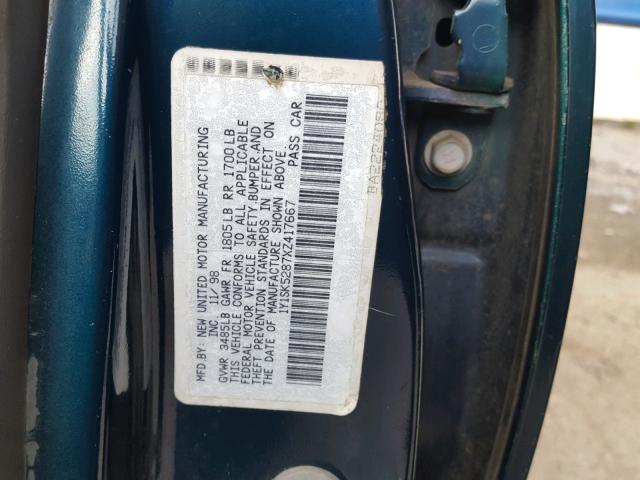 MFD.BY: NEW UNITED MOTOR MANUFACTURING
INC 11/98
GVWR 3485LB GAWR FR 1805LB RR 1700LB
THIS VEHICLE CONFORMS TO ALL APPLICABLE
FEDERAL MOTOR VEHICLE SAFETY,BUMPER,AND
THEFT PREVENTION STANDARDS IN EFFECT ON
THE DATE OF MANUFACTURE SHOWN ABOVE.
1Y1SK5287XZ417667 PASS CAR